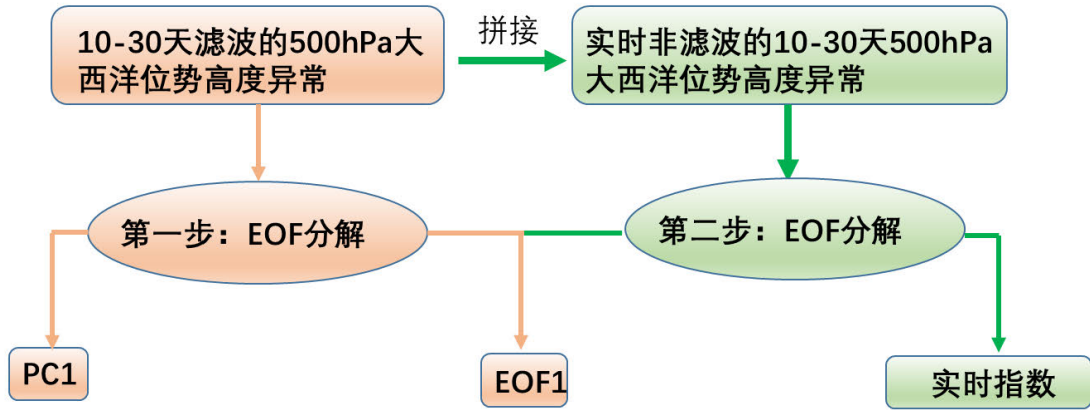 10-30天滤波的500hPa大
西洋位势高度异常
拼接
实时非滤波的10-30天500hPa
大西洋位势高度异常
第一步：EOF分解
第二步：EOF分解
PC1
EOF1
实时指数